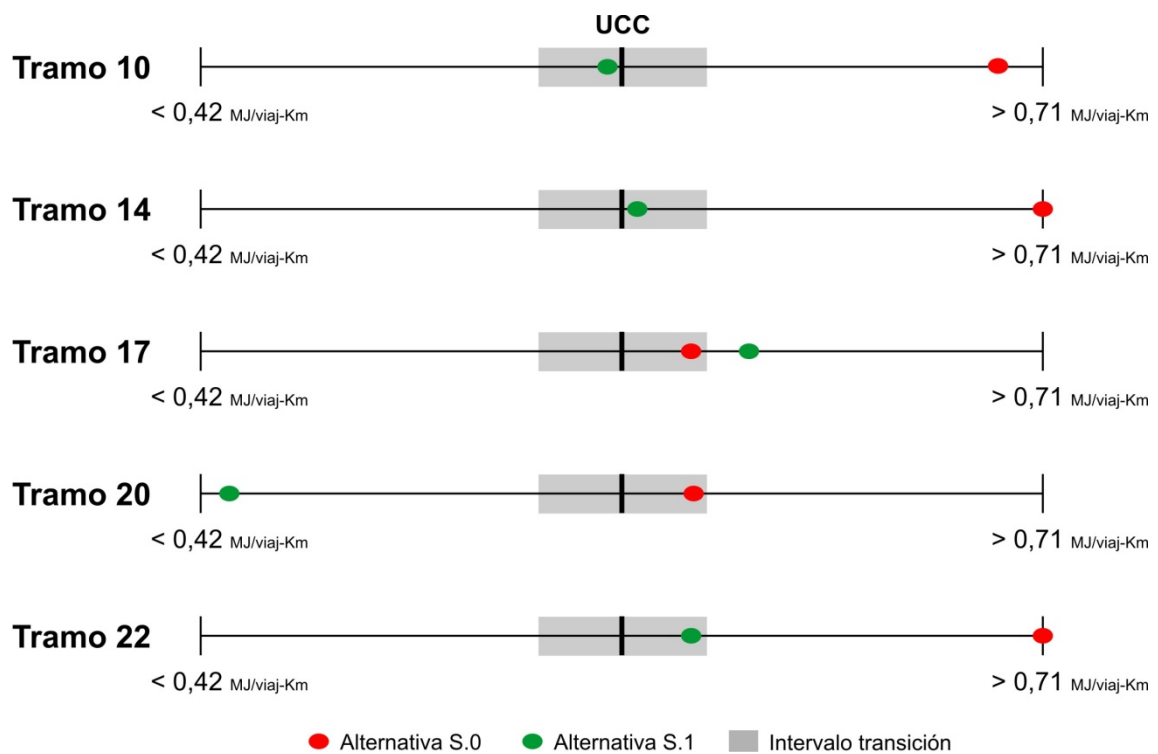 UCC
Tramo 10
< 0,42 MJ/viaj-Km > 0,71 MJ/viaj-Km
Tramo 14
< 0,42 MJ/viaj-Km > 0,71 MJ/viaj-Km
Tramo 17
< 0,42 MJ/viaj-Km > 0,71 MJ/viaj-Km
Tramo 20
< 0,42 MJ/viaj-Km > 0,71 MJ/viaj-Km
Tramo 22
< 0,42 MJ/viaj-Km > 0,71 MJ/viaj-Km
Alternativa S.0 Alternativa S.1 Intervalo transición